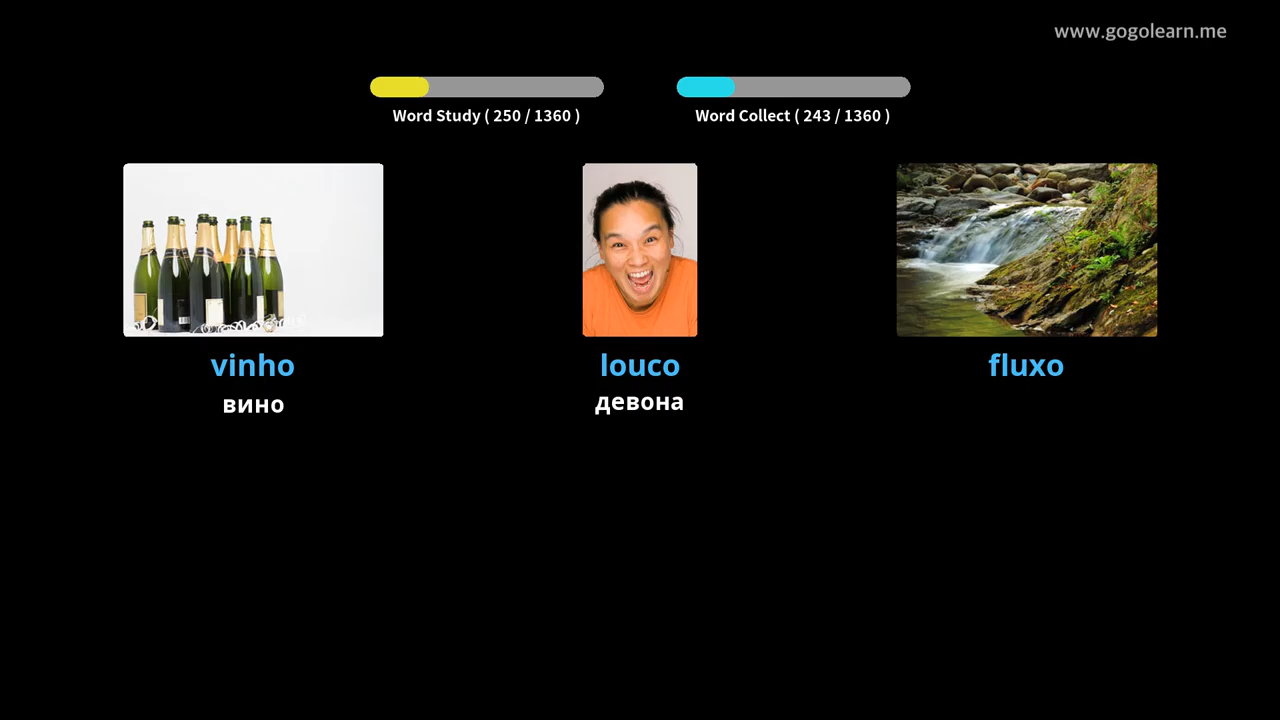 www.gogolearn.me
Word Study ( 250 / 1360 )
Word Collect ( 243 / 1360 )
vinho
louco
fluxo
вино
девона